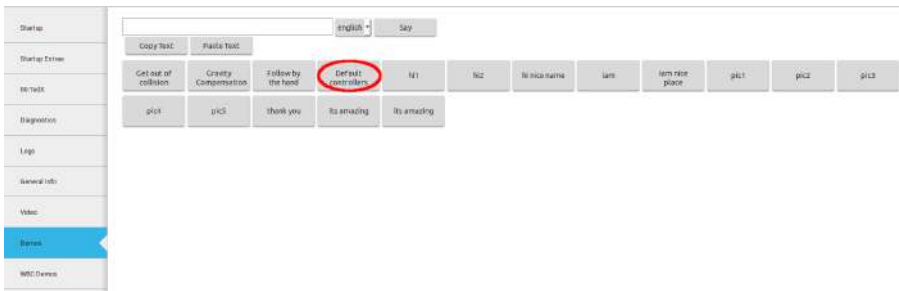 Startup
Startup Extras
Diagnostics
Logs
General Info
Video
Demos
WBC Demos
english Say
Copy Text Paste Text
Get out of collision
Gravity Compensation
Follow by the hand
Default controllers
hi1
hi2
hi nice name
iam
iam nice place
pic1
pic2
pic3
pic4
pic5
thank you
its amazing
its amazing